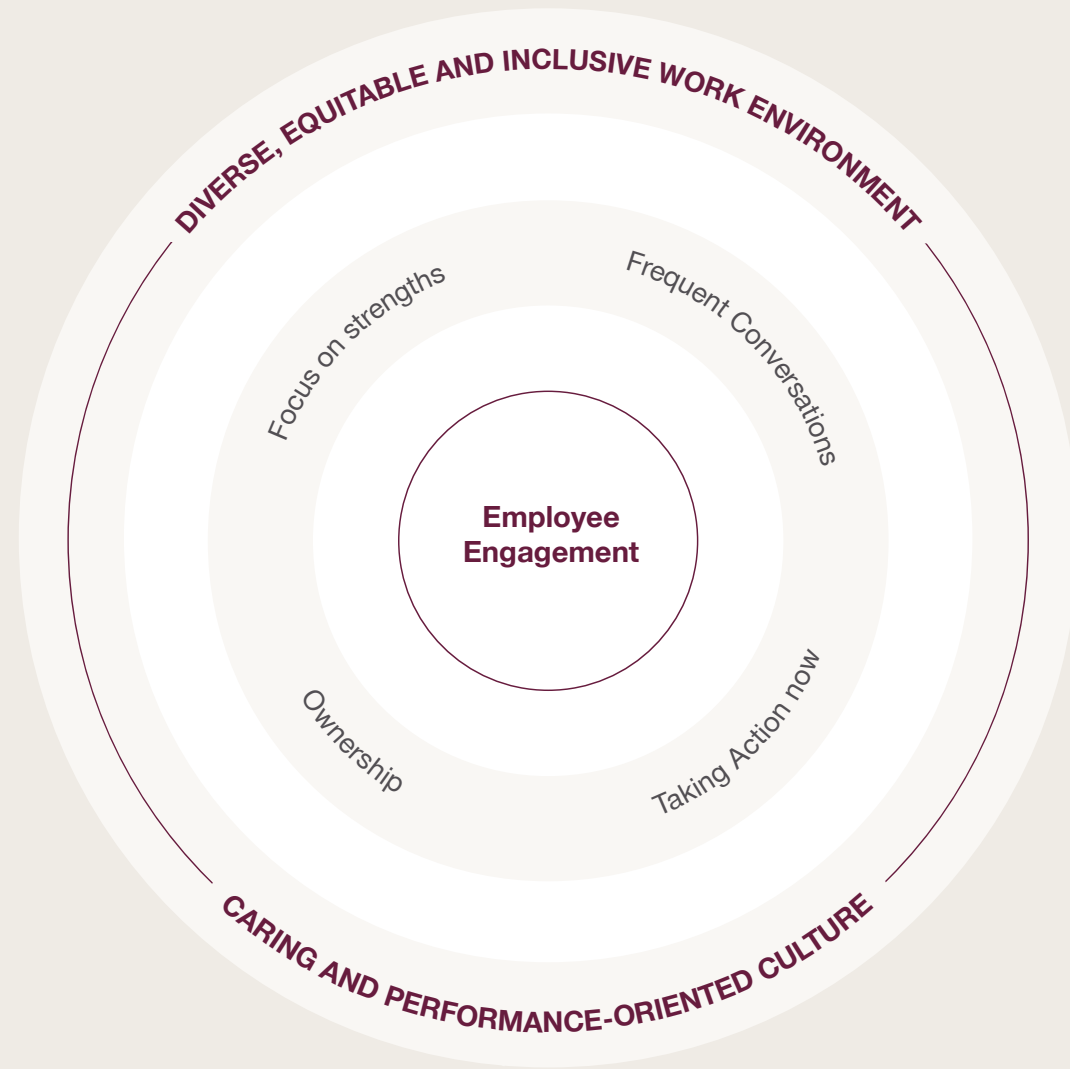 DIVERSE, EQUITABLE AND INCLUSIVE WORK ENVIRONMENT
Focus on strengths
Frequent Conversations
Employee
Engagement
Ownership
Taking Action now
CARING AND PERFORMANCE-ORIENTED CULTURE